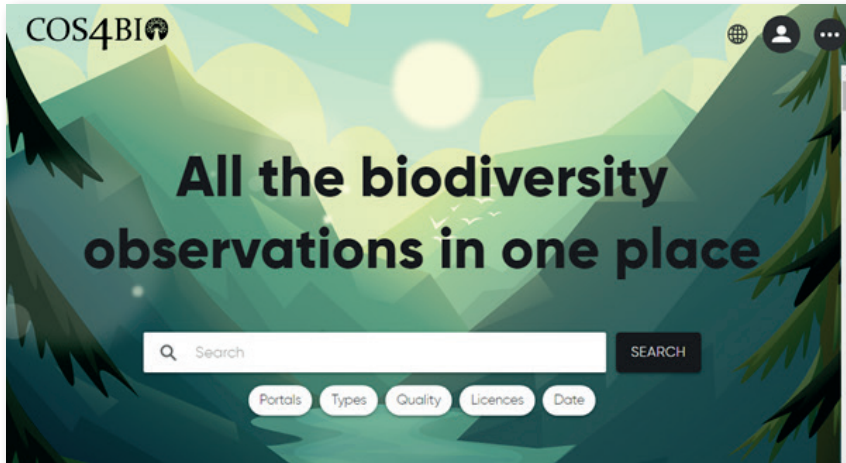 COS4BIO
All the biodiversity
observations in one place
Search
SEARCH
Portals Types Quality Licences Date